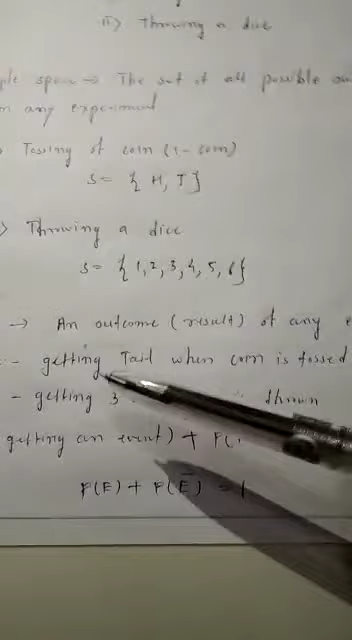 ii) Throwing a dice
ple space → The set of all possible ou
m any experiment
Tossing of coin (1-coin)
S = { H, T}
) Throwing a dice
S = { 1, 2, 3, 4, 5, 6}
→ An outcome (result) of any e
:- getting Tail when coin is tossed
- getting 3 thrown
getting an event) + P(
P(E) + P(E̅) = 1